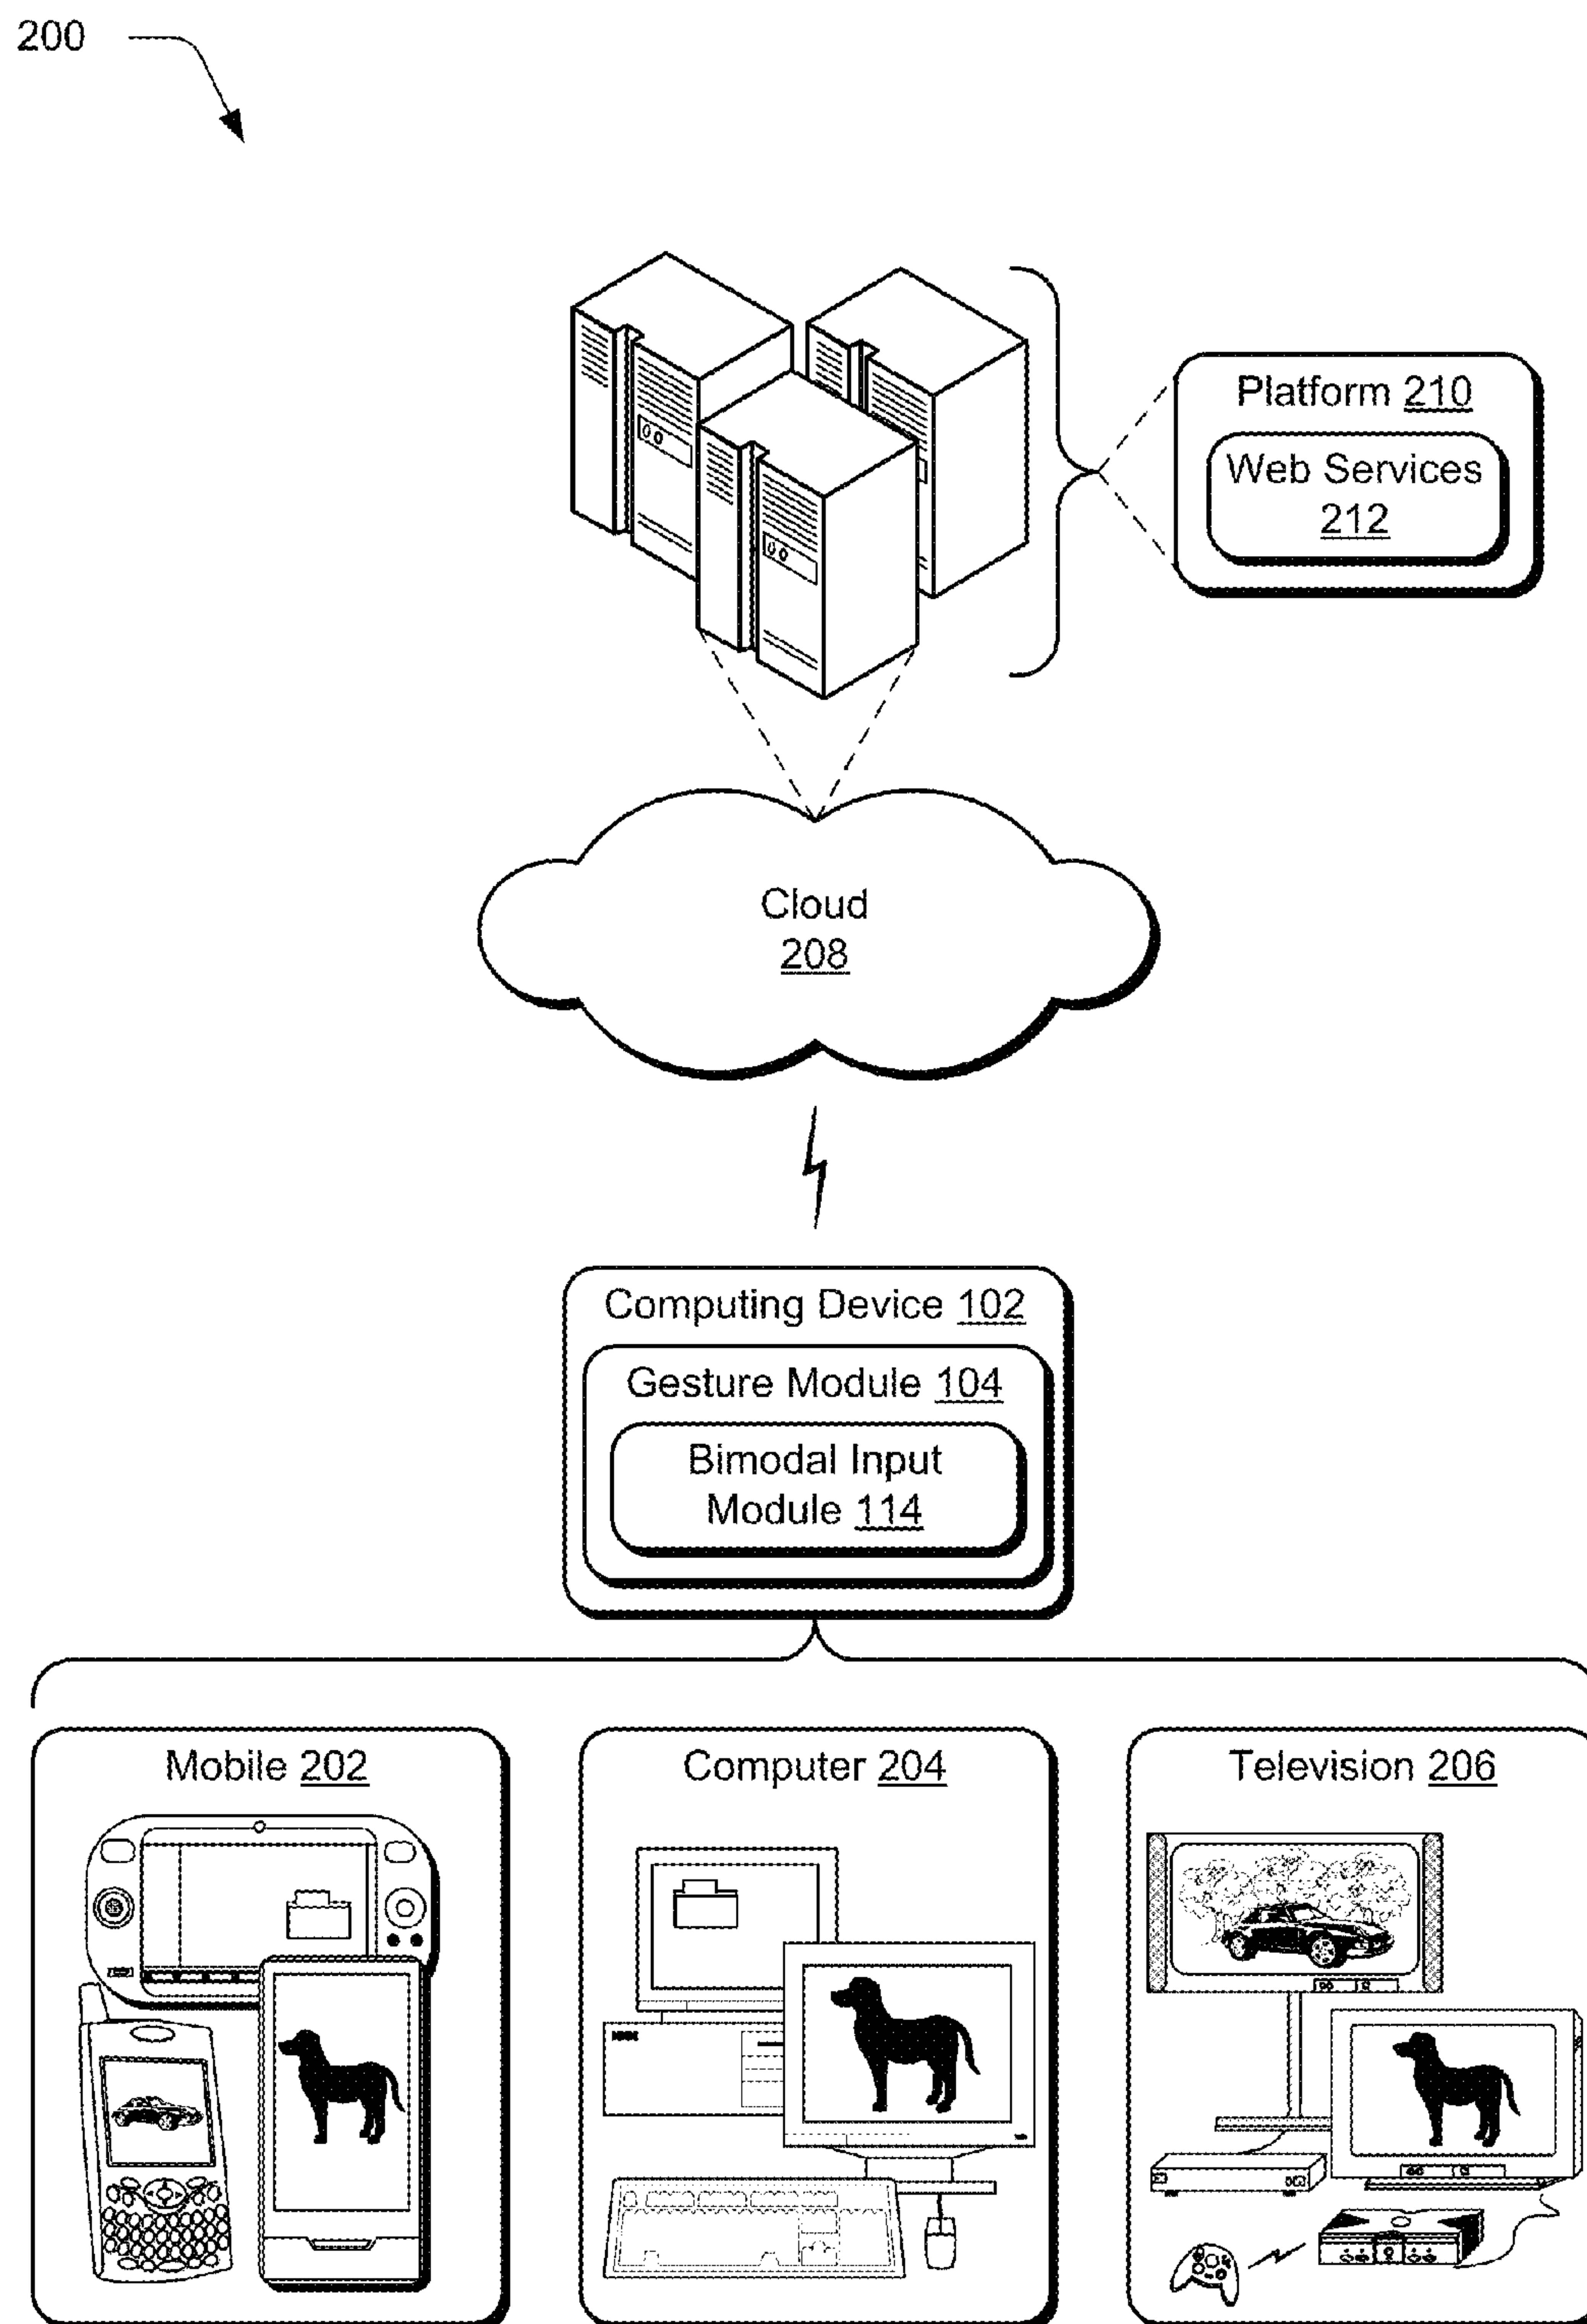 200
Platform 210
Web Services
212
Cloud
208
Computing Device 102
Gesture Module 104
Bimodal Input
Module 114
Mobile 202
Computer 204
Television 206